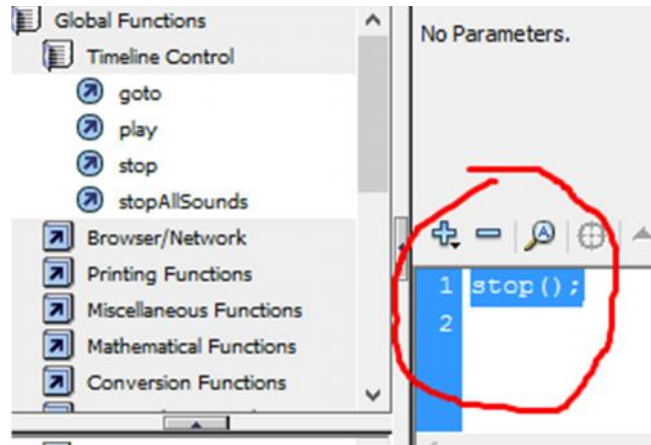 Global Functions
Timeline Control
goto
play
stop
stopAllSounds
Browser/Network
Printing Functions
Miscellaneous Functions
Mathematical Functions
Conversion Functions
No Parameters.
1 stop();
2